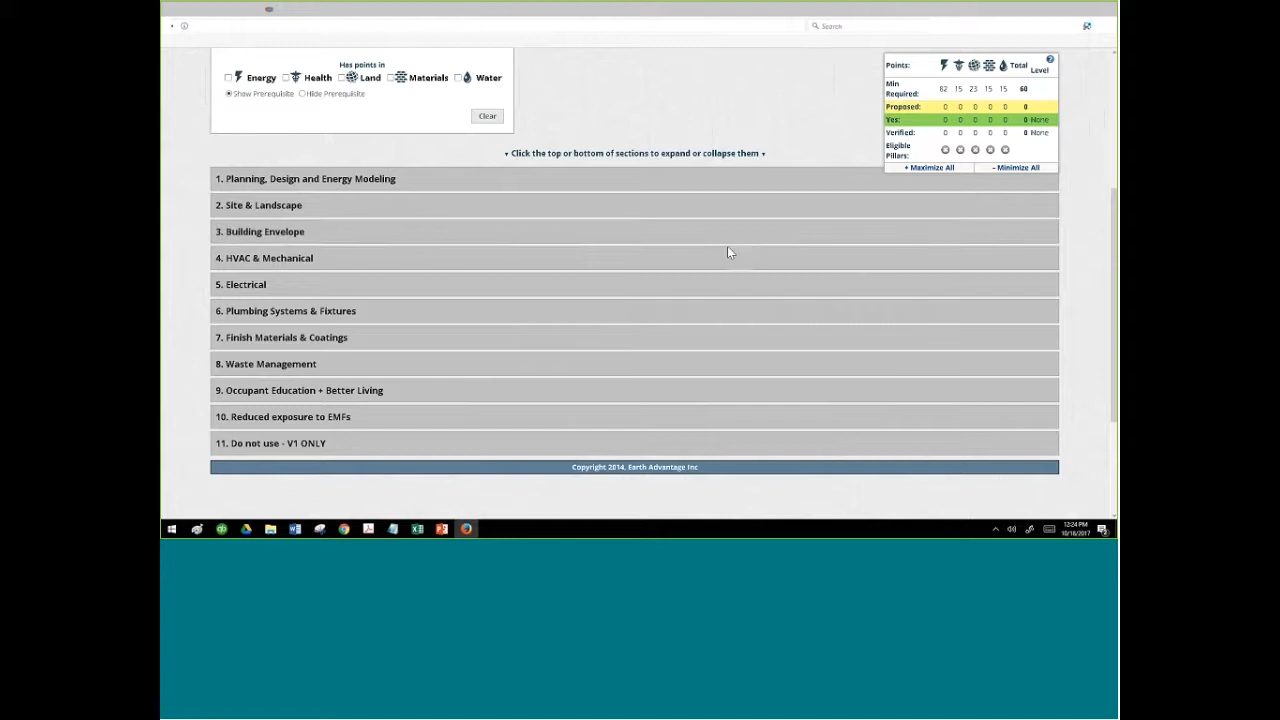 Search
Has points in
Energy Health Land Materials Water
Show Prerequisite Hide Prerequisite
Clear
Points: Total Level
Min Required: 82 15 23 15 15 60
Proposed: 0 0 0 0 0 0
Yes: 0 0 0 0 0 0 None
Verified: 0 0 0 0 0 0 None
Eligible Pillars:
+ Maximize All - Minimize All
Click the top or bottom of sections to expand or collapse them
1. Planning, Design and Energy Modeling
2. Site & Landscape
3. Building Envelope
4. HVAC & Mechanical
5. Electrical
6. Plumbing Systems & Fixtures
7. Finish Materials & Coatings
8. Waste Management
9. Occupant Education + Better Living
10. Reduced exposure to EMFs
11. Do not use - V1 ONLY
Copyright 2014, Earth Advantage Inc
12:24 PM
10/18/2017